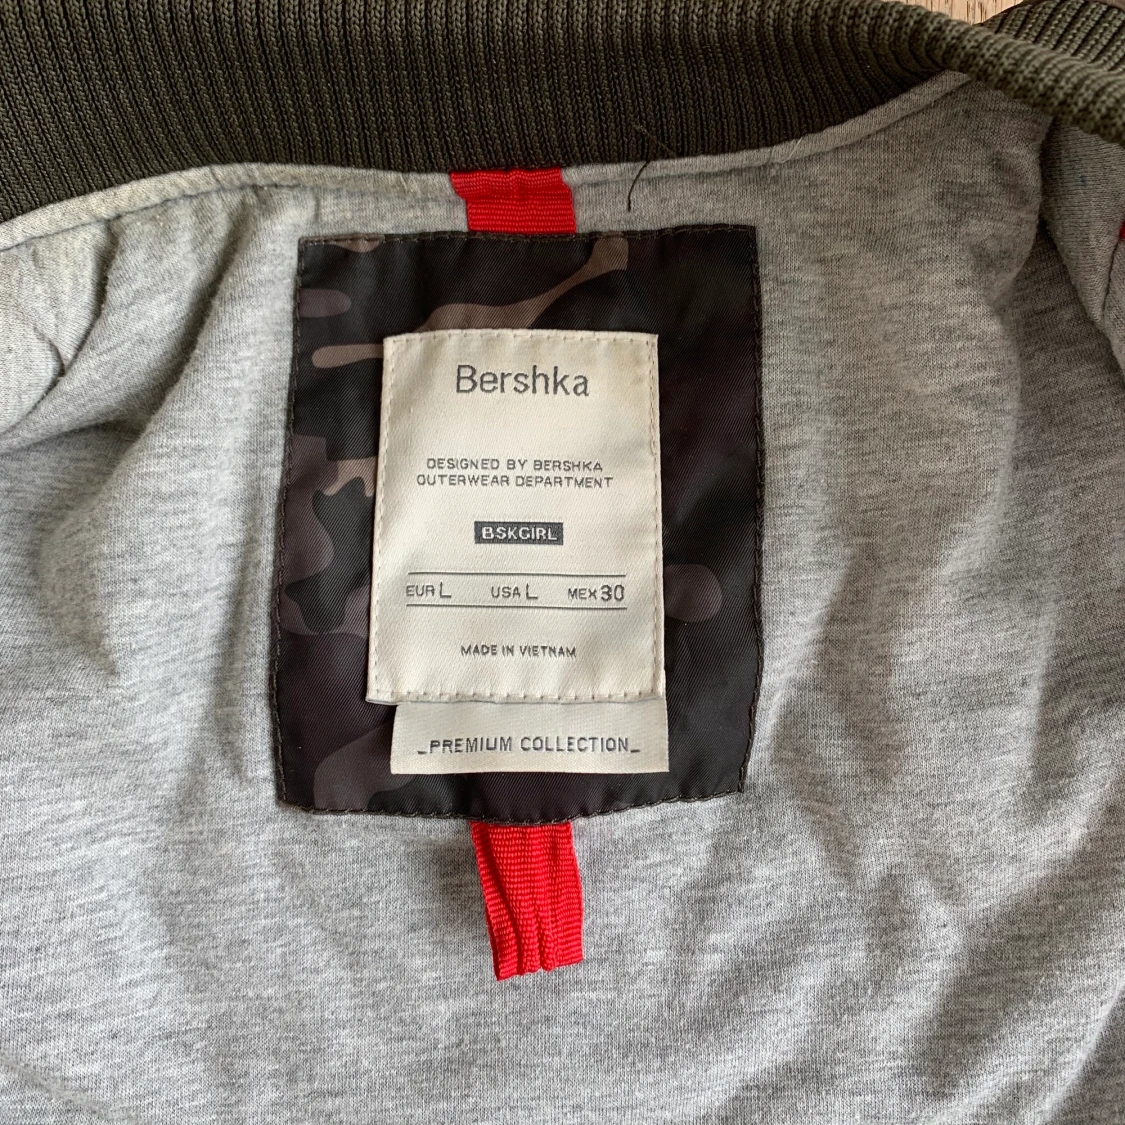 Bershka
DESIGNED BY BERSHKA
OUTERWEAR DEPARTMENT
BSKGIRL
EUR L USA L MEX 30
MADE IN VIETNAM
_PREMIUM COLLECTION_